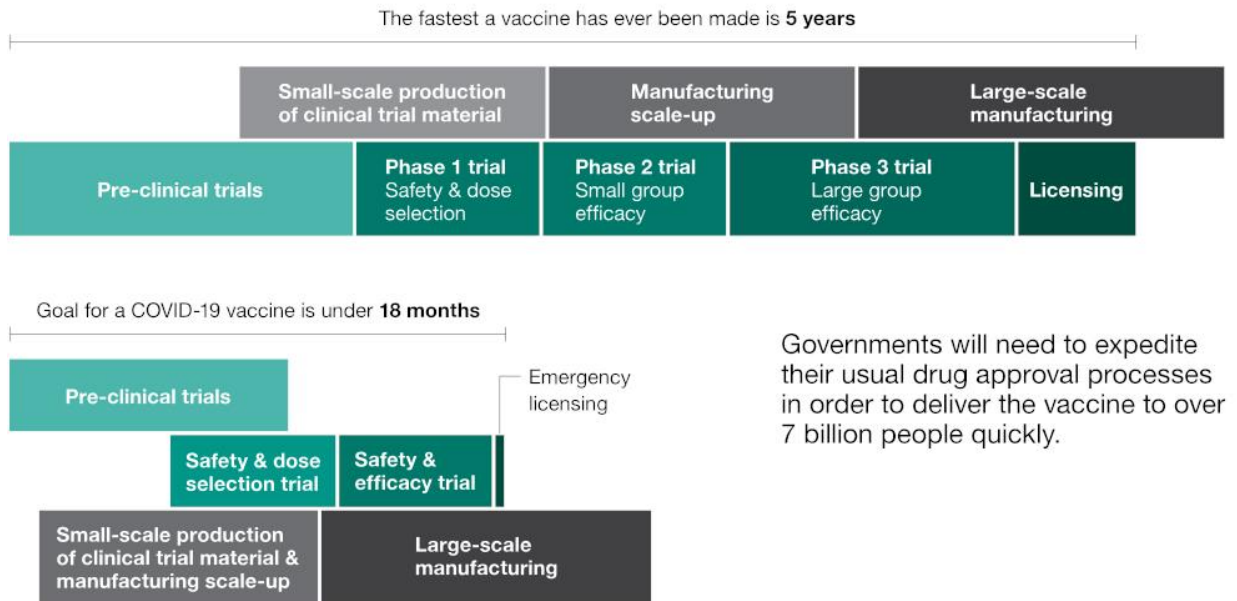 The fastest a vaccine has ever been made is 5 years
Small-scale production
of clinical trial material
Manufacturing
scale-up
Large-scale
manufacturing
Pre-clinical trials
Phase 1 trial
Safety & dose
selection
Phase 2 trial
Small group
efficacy
Phase 3 trial
Large group
efficacy
Licensing
Goal for a COVID-19 vaccine is under 18 months
Pre-clinical trials
Emergency
licensing
Safety & dose
selection trial
Safety &
efficacy trial
Small-scale production
of clinical trial material &
manufacturing scale-up
Large-scale
manufacturing
Governments will need to expedite
their usual drug approval processes
in order to deliver the vaccine to over
7 billion people quickly.